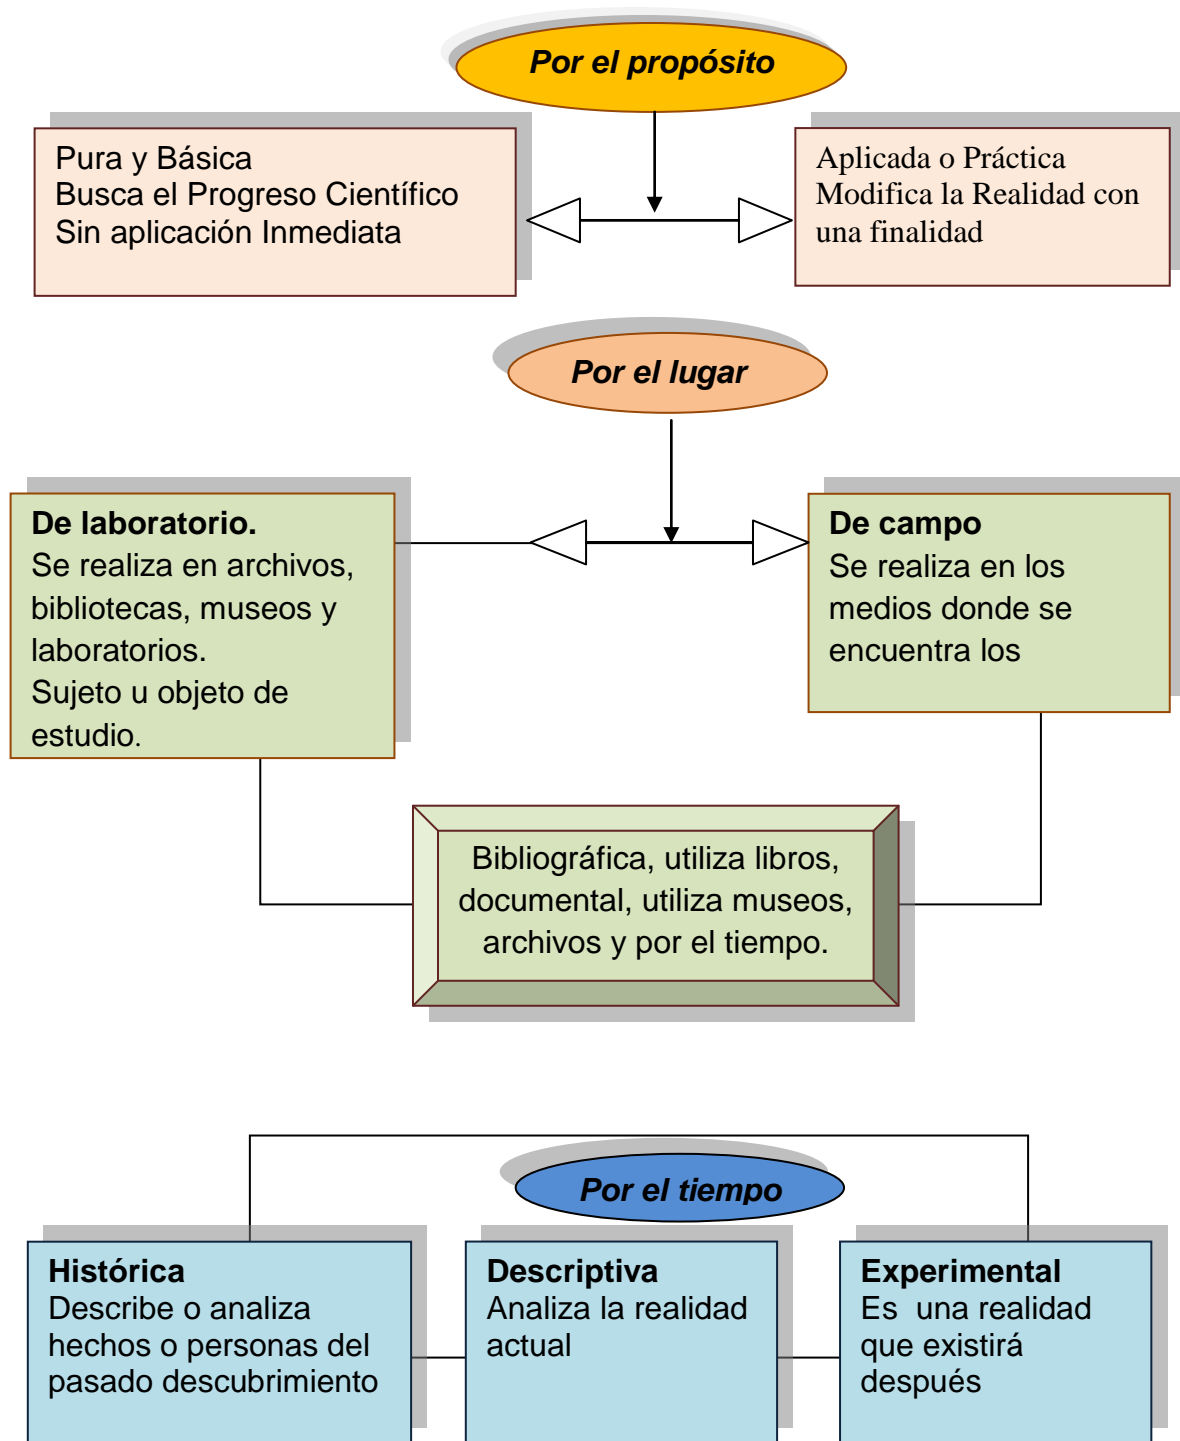 Por el propósito
Pura y Básica
Busca el Progreso Científico
Sin aplicación Inmediata
Aplicada o Práctica
Modifica la Realidad con
una finalidad
Por el lugar
De laboratorio.
Se realiza en archivos,
bibliotecas, museos y
laboratorios.
Sujeto u objeto de
estudio.
De campo
Se realiza en los
medios donde se
encuentra los
Bibliográfica, utiliza libros,
documental, utiliza museos,
archivos y por el tiempo.
Por el tiempo
Histórica
Describe o analiza
hechos o personas del
pasado descubrimiento
Descriptiva
Analiza la realidad
actual
Experimental
Es una realidad
que existirá
después